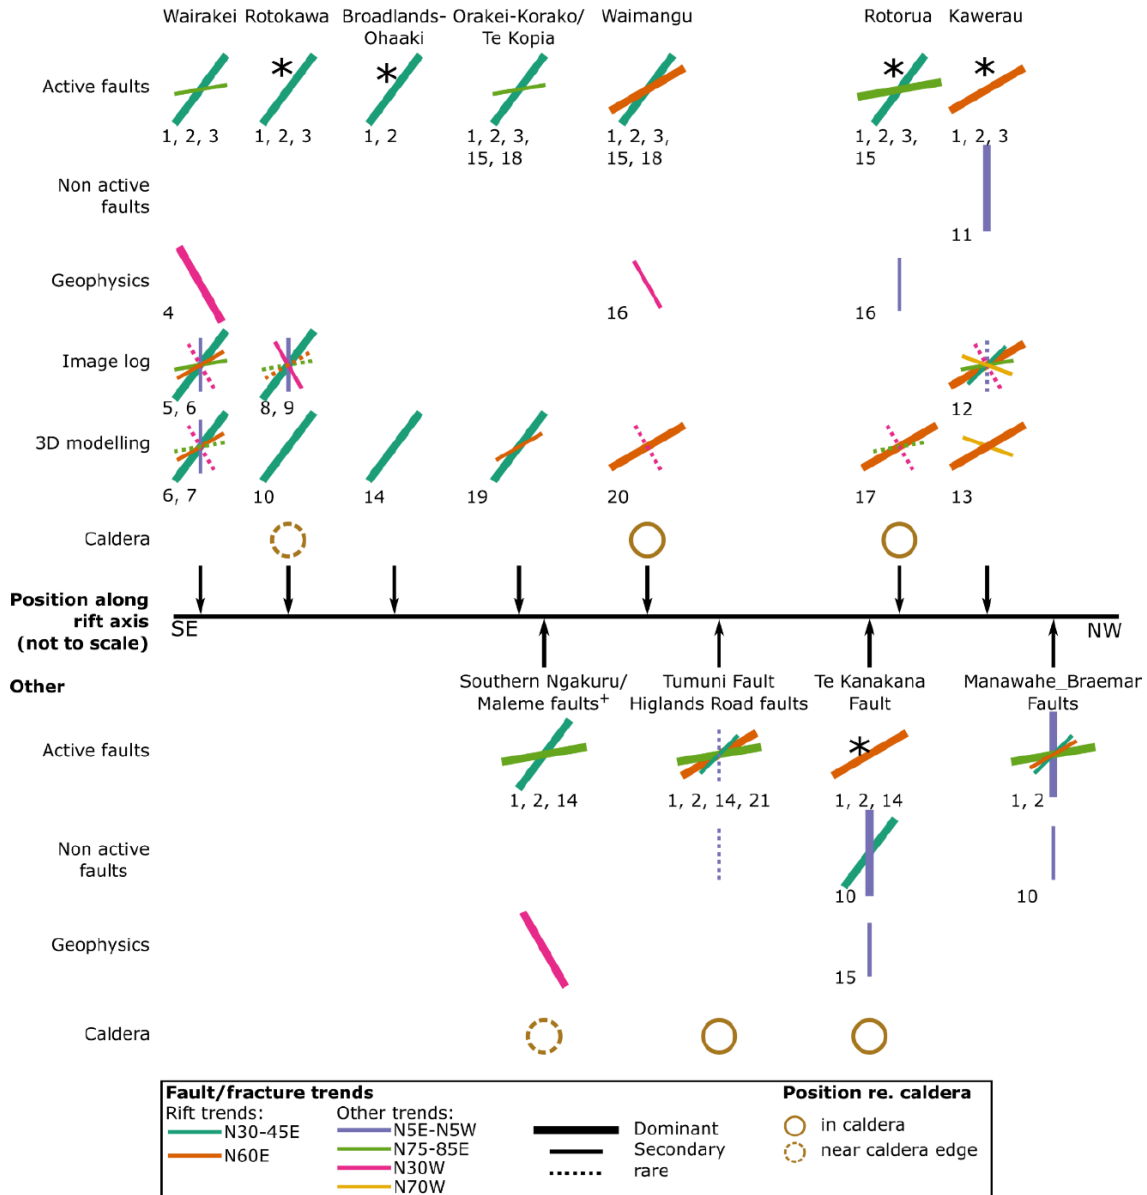 Wairakei Rotokawa Broadlands- Orakei-Korako/ Waimangu Rotorua Kawerau
Ohaaki Te Kopia
Active faults * * * *
1, 2, 3 1, 2, 3 1, 2 1, 2, 3, 1, 2, 3, 1, 2, 3, 1, 2, 3
15, 18 15, 18 15
Non active
faults
11
Geophysics
4 16 16
Image log
5, 6 8, 9 12
3D modelling
6, 7 10 14 19 20 17 13
Caldera
Position along
rift axis
(not to scale)
SE NW
Other
Southern Ngakuru/ Tumuni Fault Te Kanakana Manawahe_Braemar
Maleme faults+ Higlands Road faults Fault Faults
Active faults *
1, 2, 14 1, 2, 14, 21 1, 2, 14 1, 2
Non active
faults
10 10
Geophysics
15
Caldera
Fault/fracture trends Position re. caldera
Rift trends: Other trends:
N30-45E N5E-N5W Dominant in caldera
N60E N75-85E Secondary near caldera edge
N30W rare
N70W